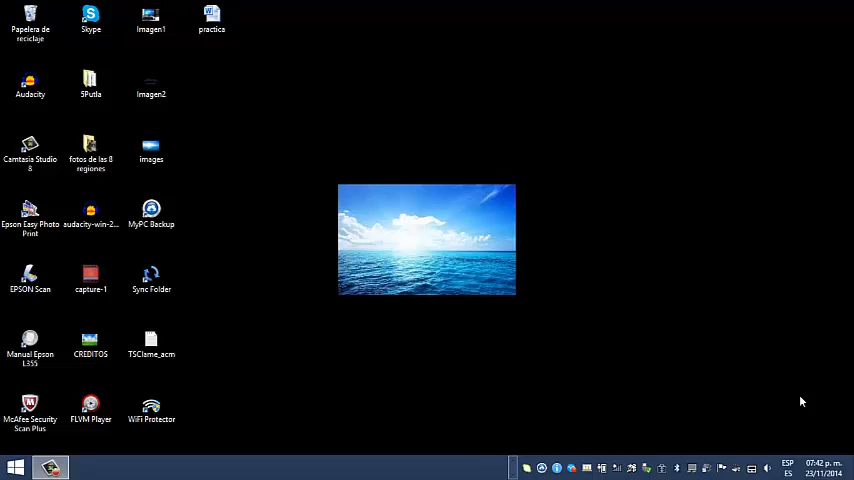 Papelera de
reciclaje
Skype
Imagen1
practica
Audacity
5Putla
Imagen2
Camtasia Studio
8
fotos de las 8
regiones
images
Epson Easy Photo
Print
audacity-win-2...
MyPC Backup
EPSON Scan
capture-1
Sync Folder
Manual Epson
L355
CREDITOS
TSClame_acm
McAfee Security
Scan Plus
FLVM Player
WiFi Protector
ESP
ES
07:42 p. m.
23/11/2014